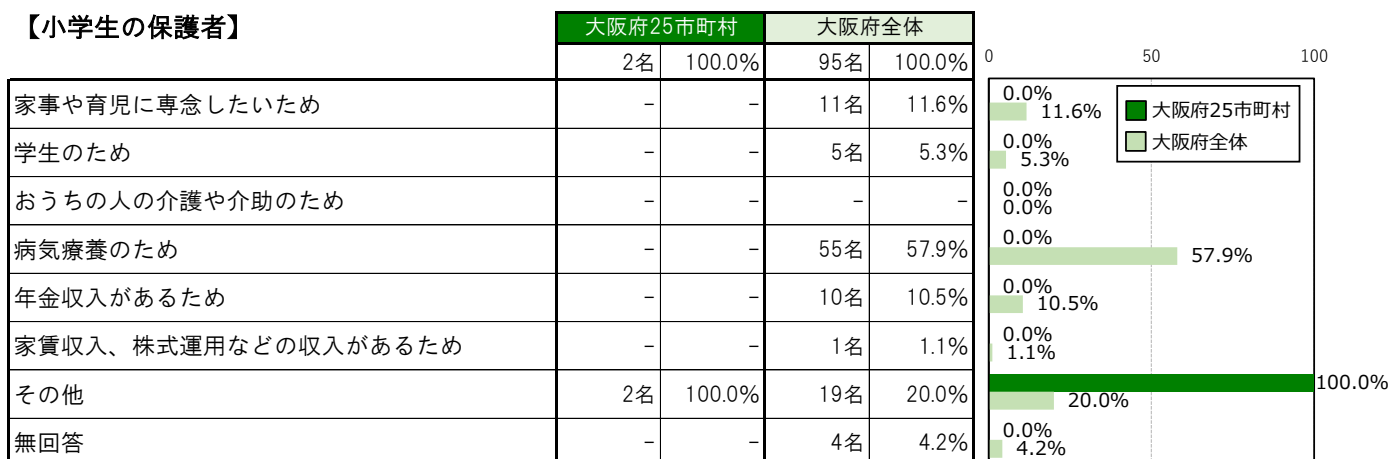 【小学生の保護者】
大阪府25市町村 大阪府全体
2名 100.0% 95名 100.0%
家事や育児に専念したいため － － 11名 11.6%
学生のため － － 5名 5.3%
おうちの人の介護や介助のため － － － －
病気療養のため － － 55名 57.9%
年金収入があるため － － 10名 10.5%
家賃収入、株式運用などの収入があるため － － 1名 1.1%
その他 2名 100.0% 19名 20.0%
無回答 － － 4名 4.2%
0 50 100
大阪府25市町村
大阪府全体
0.0%
11.6%
0.0%
5.3%
0.0%
0.0%
0.0%
57.9%
0.0%
10.5%
0.0%
1.1%
100.0%
20.0%
0.0%
4.2%